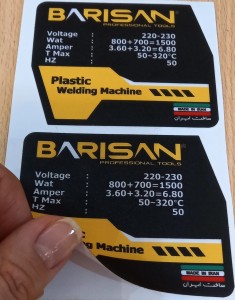 BARISAN
PROFESSIONAL TOOLS
Voltage : 220-230
Wat : 800+700=1500
Amper : 3.60+3.20=6.80
T Max : 50~320°C
HZ : 50
Plastic
Welding Machine
MADE IN IRAN
ساخت ایران
BARISAN
PROFESSIONAL TOOLS
Voltage : 220-230
Wat : 800+700=1500
Amper : 3.60+3.20=6.80
T Max : 50~320°C
HZ : 50
ng Machine
MADE IN IRAN
ساخت ایران